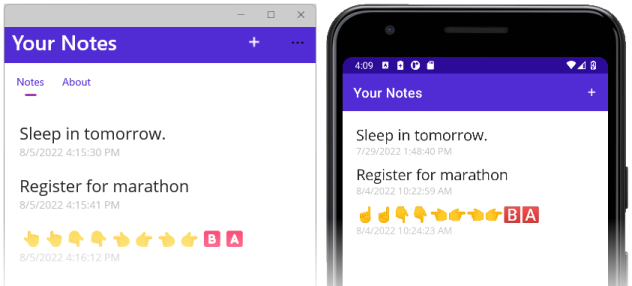 Your Notes
Notes About
Sleep in tomorrow.
8/5/2022 4:15:30 PM
Register for marathon
8/5/2022 4:15:41 PM
👆👆👇👇👈👉👈👉🅱🅰
8/5/2022 4:16:12 PM
4:09
Your Notes
Sleep in tomorrow.
7/29/2022 1:48:40 PM
Register for marathon
8/4/2022 10:22:59 AM
☝☝👇👇👈👉👈👉🅱🅰
8/4/2022 10:24:23 AM